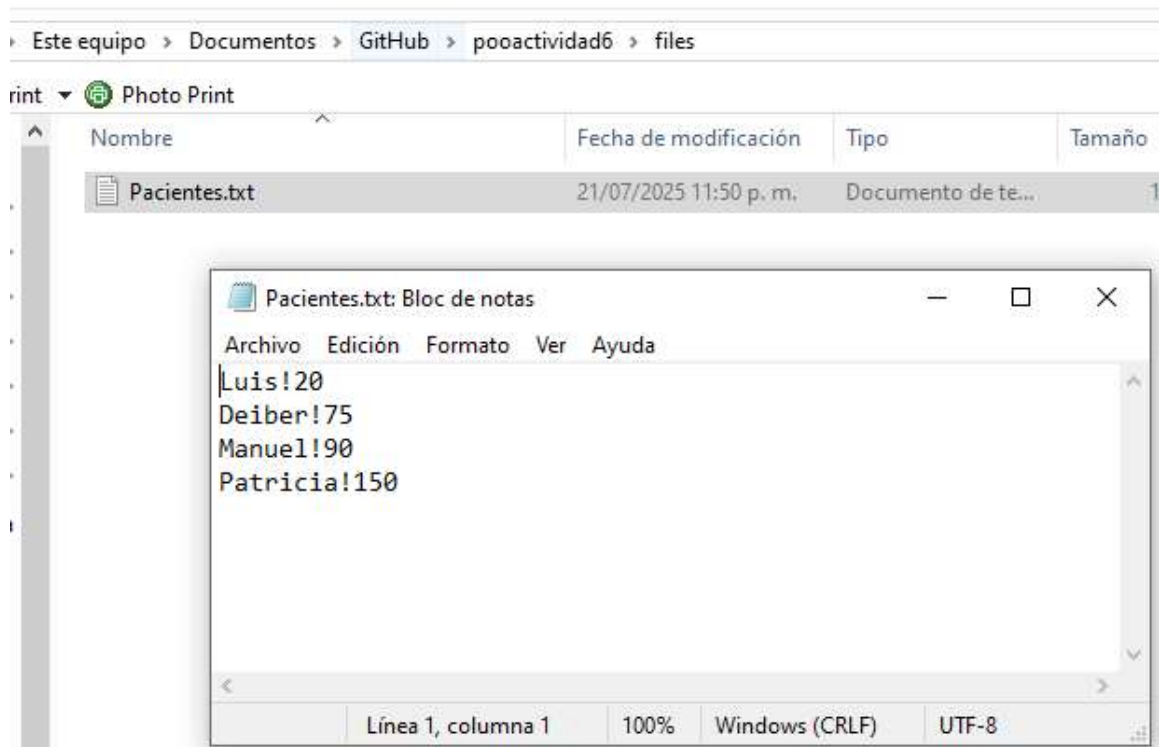 Este equipo > Documentos > GitHub > pooactividad6 > files
rint Photo Print
Nombre Fecha de modificación Tipo Tamaño
Pacientes.txt 21/07/2025 11:50 p. m. Documento de te... 1
Pacientes.txt: Bloc de notas
Archivo Edición Formato Ver Ayuda
Luis!20
Deiber!75
Manuel!90
Patricia!150
Línea 1, columna 1 100% Windows (CRLF) UTF-8